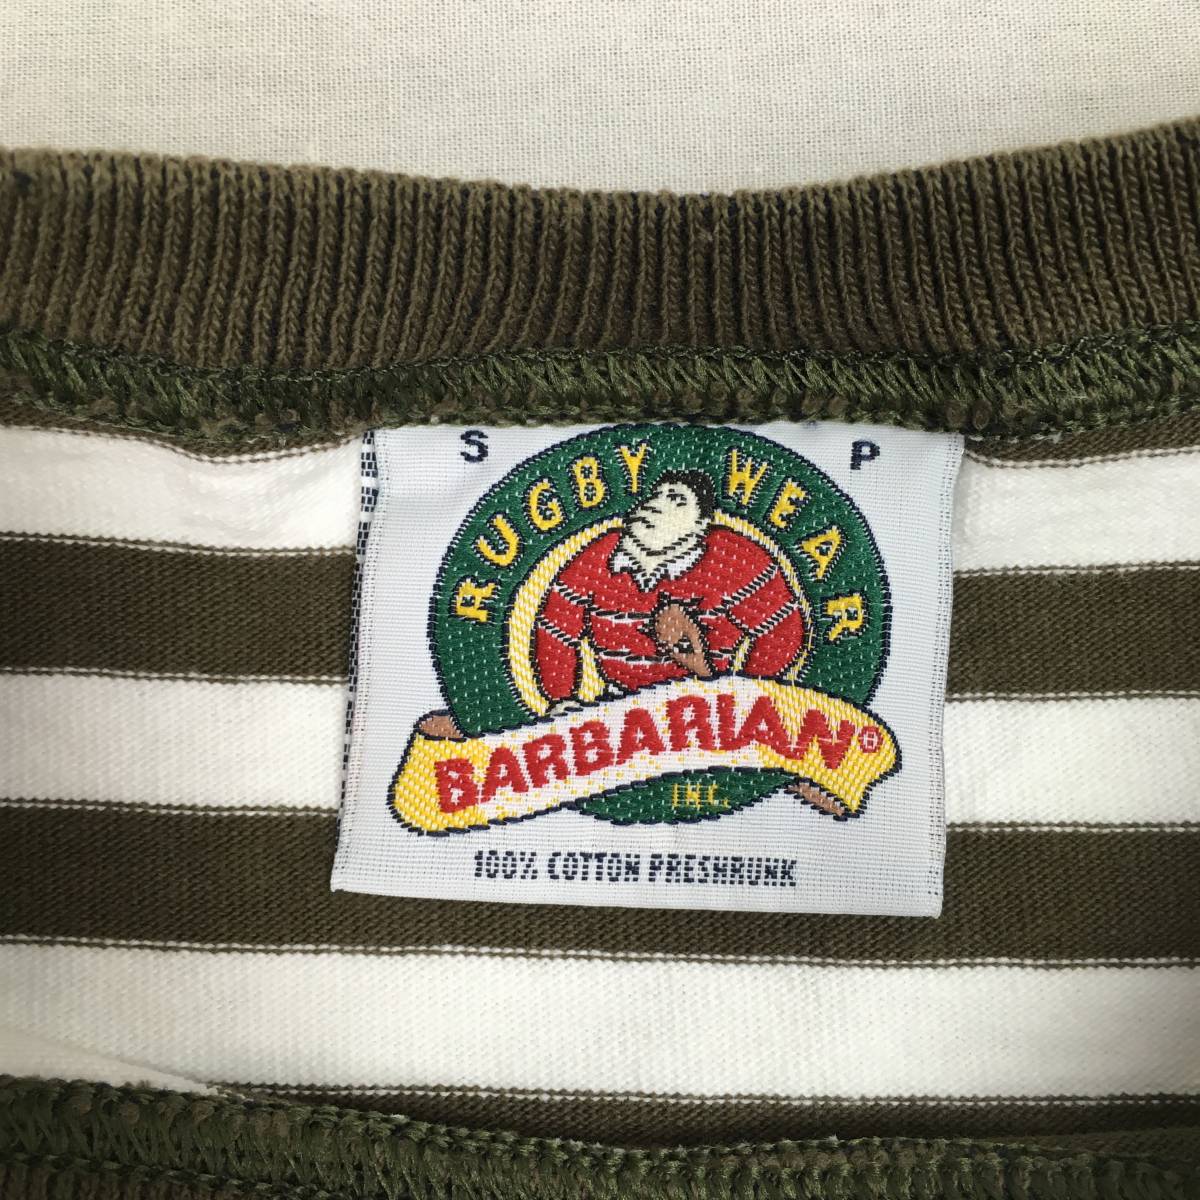 S P
RUGBY WEAR
BARBARIAN®
INC.
100% COTTON PRESHRUNK